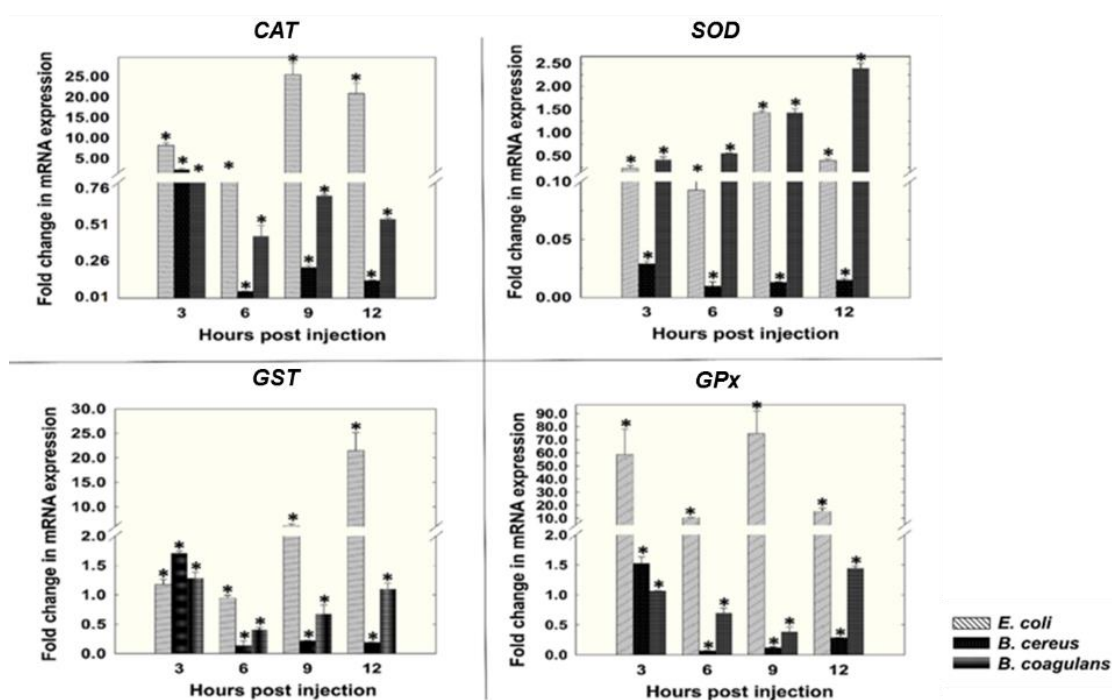 CAT
Fold change in mRNA expression
25.00
20.00
15.00
10.00
5.00
0.76
0.51
0.26
0.01
* * * * * * * * * * * *
3 6 9 12
Hours post injection
SOD
Fold change in mRNA expression
2.50
1.50
1.00
0.50
0.10
0.05
0.00
* * * * * * * * * * * *
3 6 9 12
Hours post injection
GST
Fold change in mRNA expression
30.0
25.0
20.0
10.0
2.0
1.5
1.0
0.5
0.0
* * * * * * * * * * * *
3 6 9 12
Hours post injection
GPx
Fold change in mRNA expression
90.0
80.0
70.0
60.0
50.0
40.0
30.0
20.0
10.0
2.0
1.5
1.0
0.5
0.0
* * * * * * * * * * * *
3 6 9 12
Hours post injection
E. coli
B. cereus
B. coagulans